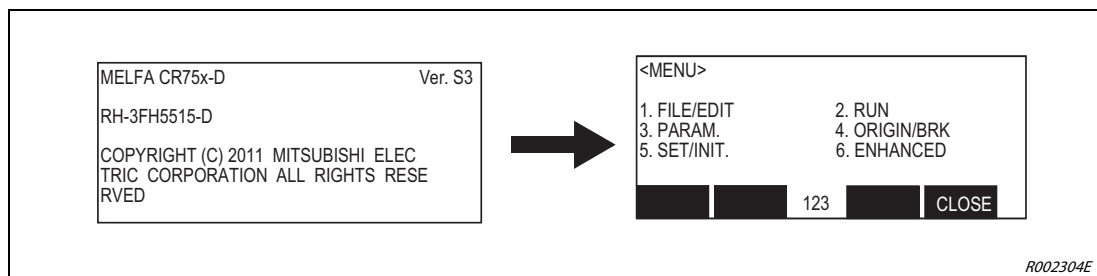 MELFA CR75x-D Ver. S3
RH-3FH5515-D
COPYRIGHT (C) 2011 MITSUBISHI ELEC
TRIC CORPORATION ALL RIGHTS RESE
RVED
<MENU>
1. FILE/EDIT 2. RUN
3. PARAM. 4. ORIGIN/BRK
5. SET/INIT. 6. ENHANCED
123 CLOSE
R002304E